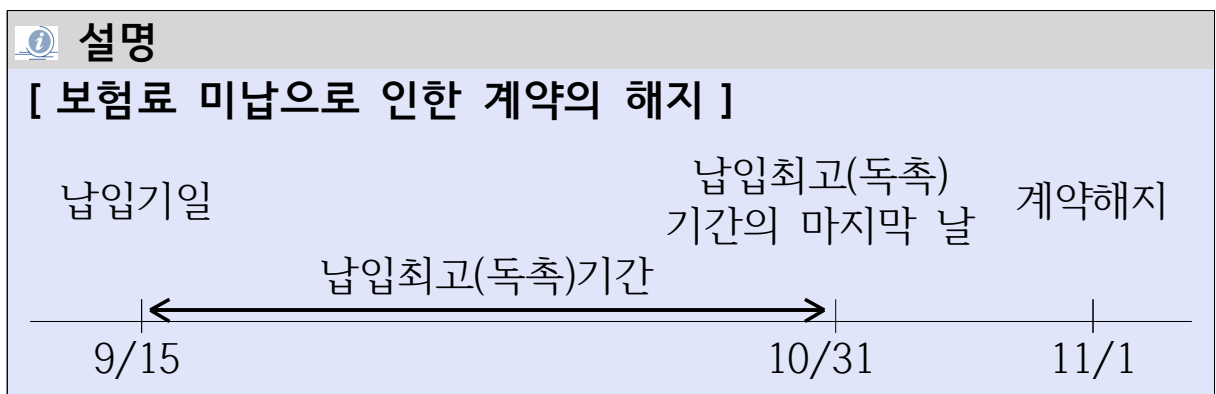 설명
[ 보험료 미납으로 인한 계약의 해지 ]
납입기일
납입최고(독촉)
기간의 마지막 날
계약해지
납입최고(독촉)기간
9/15
10/31
11/1